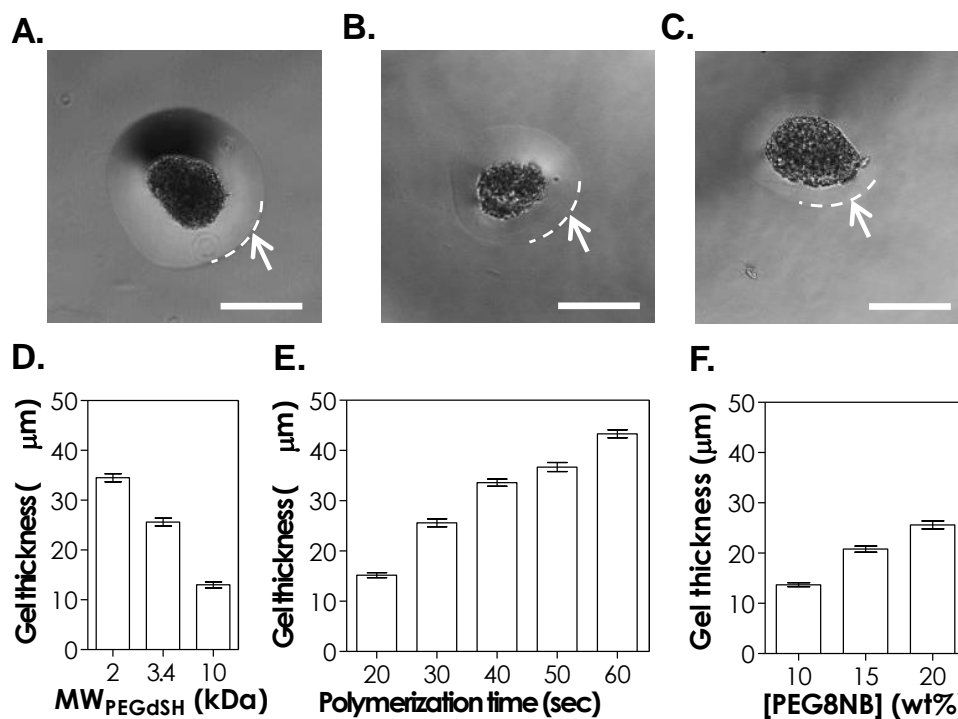 A.
B.
C.
D.
E.
F.
50
40
30
20
10
0
Gel thickness ( μm)
2 3.4 10
MWPEGdSH (kDa)
50
40
30
20
10
0
Gel thickness ( μm)
20 30 40 50 60
Polymerization time (sec)
50
40
30
20
10
0
Gel thickness (μm)
10 15 20
[PEG8NB] (wt%)